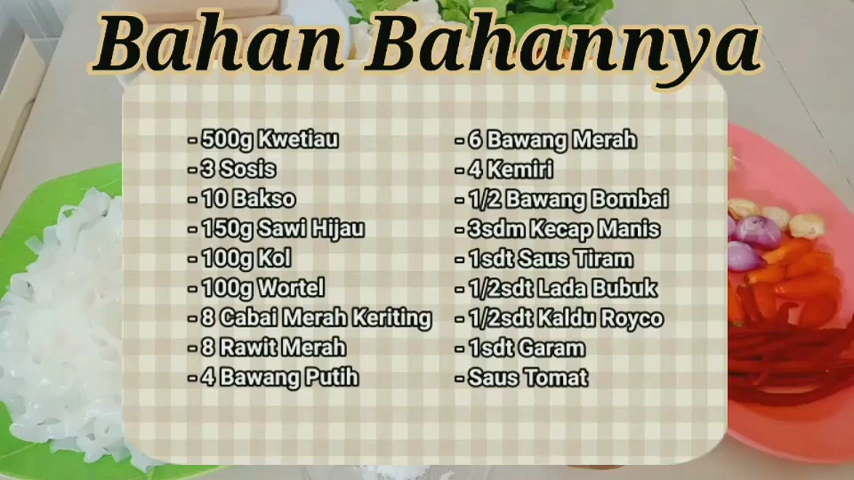 Bahan Bahannya
- 500g Kwetiau
- 3 Sosis
- 10 Bakso
- 150g Sawi Hijau
- 100g Kol
- 100g Wortel
- 8 Cabai Merah Keriting
- 8 Rawit Merah
- 4 Bawang Putih
- 6 Bawang Merah
- 4 Kemiri
- 1/2 Bawang Bombai
- 3sdm Kecap Manis
- 1sdt Saus Tiram
- 1/2sdt Lada Bubuk
- 1/2sdt Kaldu Royco
- 1sdt Garam
- Saus Tomat